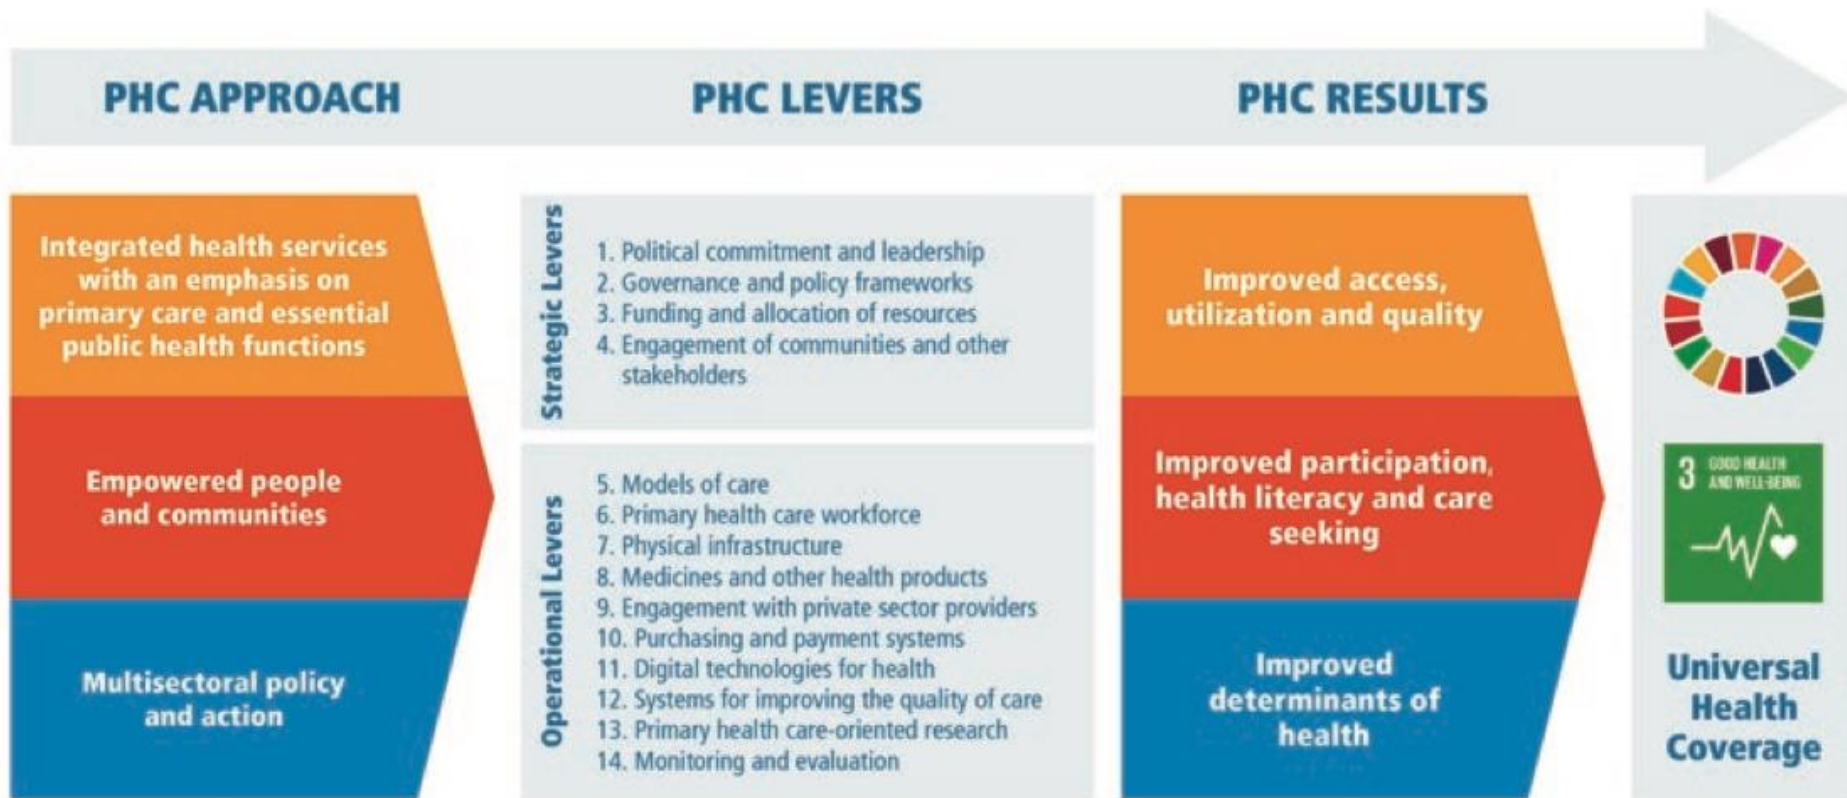 PHC APPROACH
PHC LEVERS
PHC RESULTS
Integrated health services
with an emphasis on
primary care and essential
public health functions
Empowered people
and communities
Multisectoral policy
and action
Strategic Levers
1. Political commitment and leadership
2. Governance and policy frameworks
3. Funding and allocation of resources
4. Engagement of communities and other
stakeholders
Operational Levers
5. Models of care
6. Primary health care workforce
7. Physical infrastructure
8. Medicines and other health products
9. Engagement with private sector providers
10. Purchasing and payment systems
11. Digital technologies for health
12. Systems for improving the quality of care
13. Primary health care-oriented research
14. Monitoring and evaluation
Improved access,
utilization and quality
Improved participation,
health literacy and care
seeking
Improved
determinants of
health
3 GOOD HEALTH
AND WELL-BEING
Universal
Health
Coverage